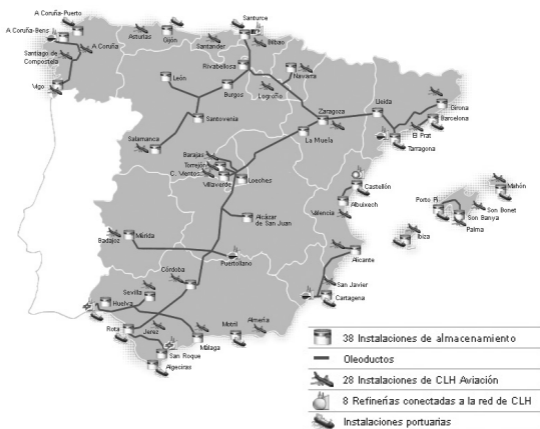 A Coruña-Puerto
A Coruña-Bens
A Coruña
Santiago de
Compostela
Vigo
Asturias
Gijón
Santander
Santurce
Bilbao
Rivabellosa
León
Burgos
Logroño
Navarra
Santovenia
Salamanca
Zaragoza
La Muela
Lleida
Girona
Barcelona
El Prat
Tarragona
Barajas
Torrejón
C. Vientos
Villaverde
Loeches
Castellón
Albuixech
Valencia
Alcázar
de San Juan
Mahón
Porto Pi
Son Bonet
Son Banya
Palma
Ibiza
Mérida
Badajoz
Puertollano
Alicante
San Javier
Cartagena
Córdoba
Sevilla
Huelva
Rota
Jerez
Málaga
Motril
Almería
San Roque
Algeciras
38 Instalaciones de almacenamiento
Oleoductos
28 Instalaciones de CLH Aviación
8 Refinerías conectadas a la red de CLH
Instalaciones portuarias